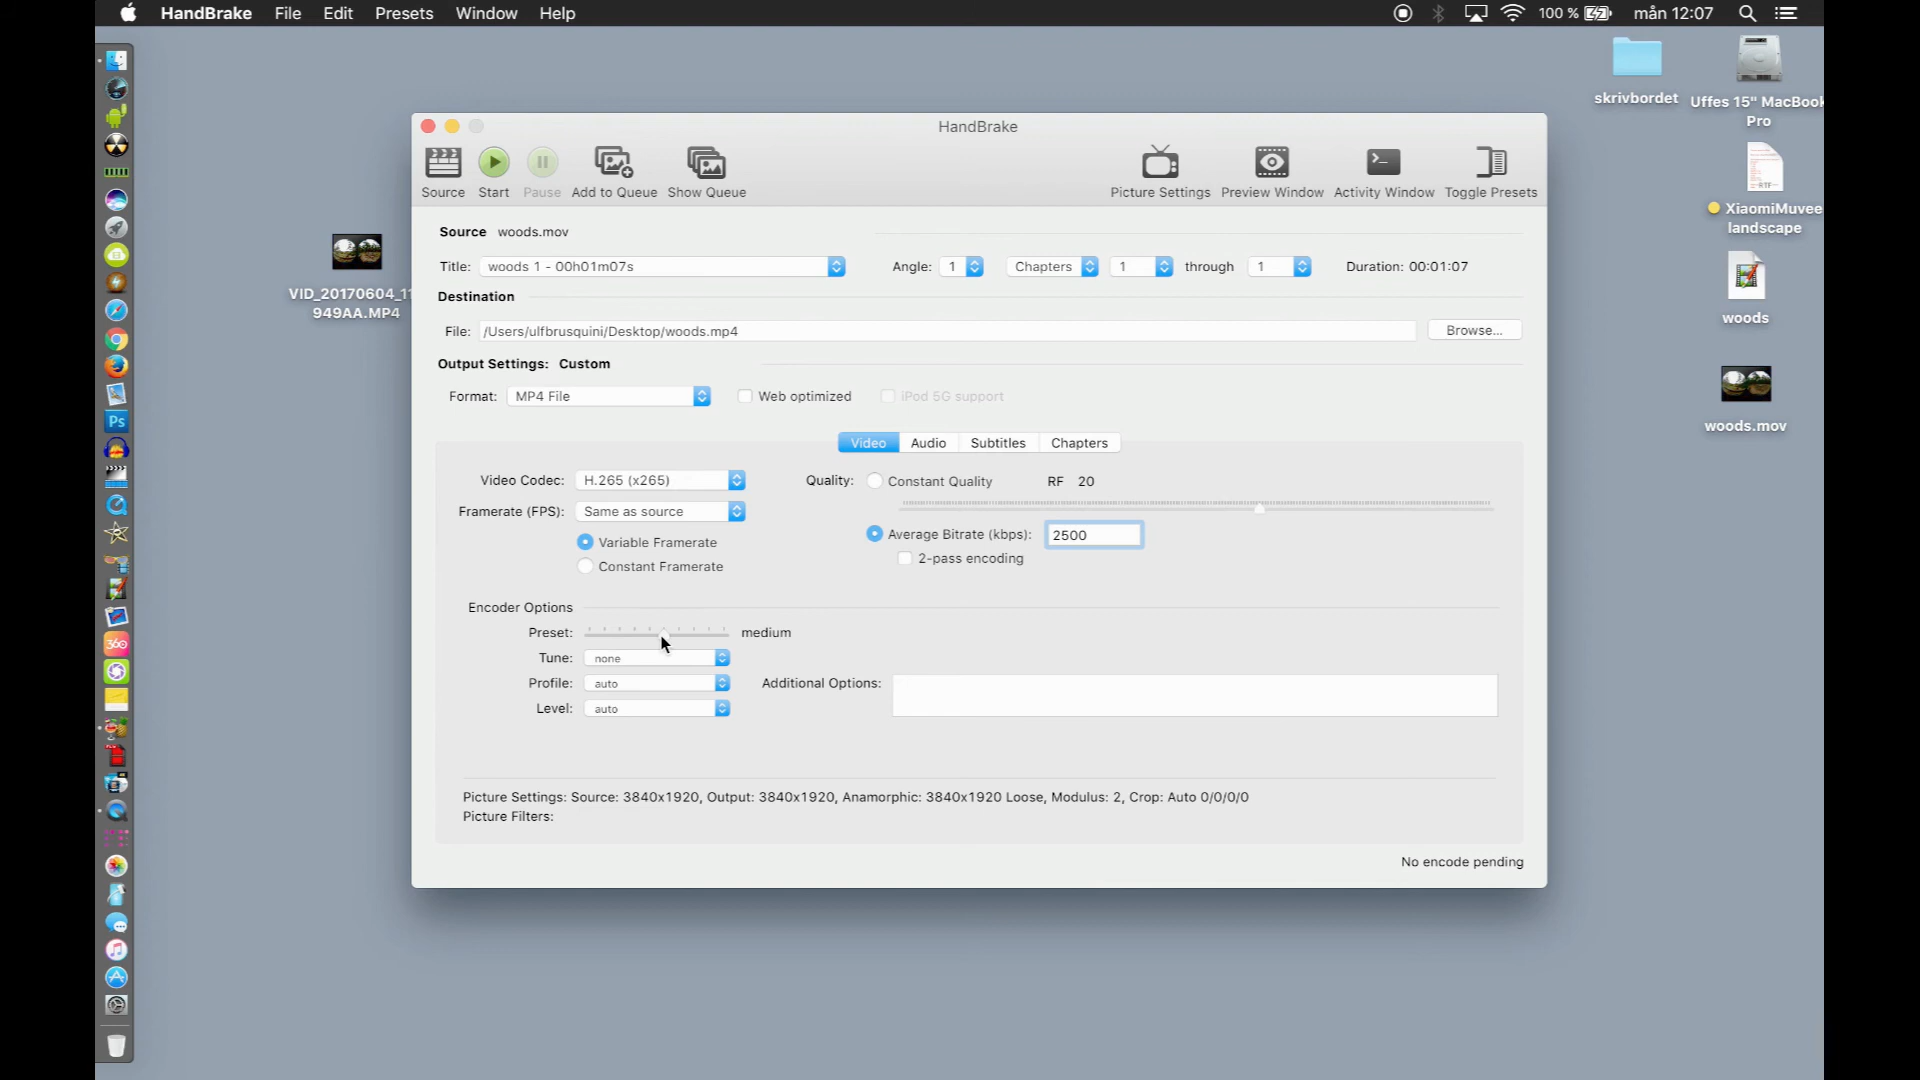 HandBrake File Edit Presets Window Help 100 % mån 12:07
skrivbordet
Uffes 15" MacBook
Pro
RTF
XiaomiMuvee
landscape
woods
woods.mov
VID_20170604_11
949AA.MP4
Ps
360
HandBrake
Source Start Pause Add to Queue Show Queue Picture Settings Preview Window Activity Window Toggle Presets
Source woods.mov
Title: woods 1 - 00h01m07s Angle: 1 Chapters 1 through 1 Duration: 00:01:07
Destination
File: /Users/ulfbrusquini/Desktop/woods.mp4 Browse...
Output Settings: Custom
Format: MP4 File Web optimized iPod 5G support
Video Audio Subtitles Chapters
Video Codec: H.265 (x265) Quality: Constant Quality RF 20
Framerate (FPS): Same as source
Variable Framerate Average Bitrate (kbps): 2500
Constant Framerate 2-pass encoding
Encoder Options
Preset: medium
Tune: none
Profile: auto Additional Options:
Level: auto
Picture Settings: Source: 3840x1920, Output: 3840x1920, Anamorphic: 3840x1920 Loose, Modulus: 2, Crop: Auto 0/0/0/0
Picture Filters:
No encode pending